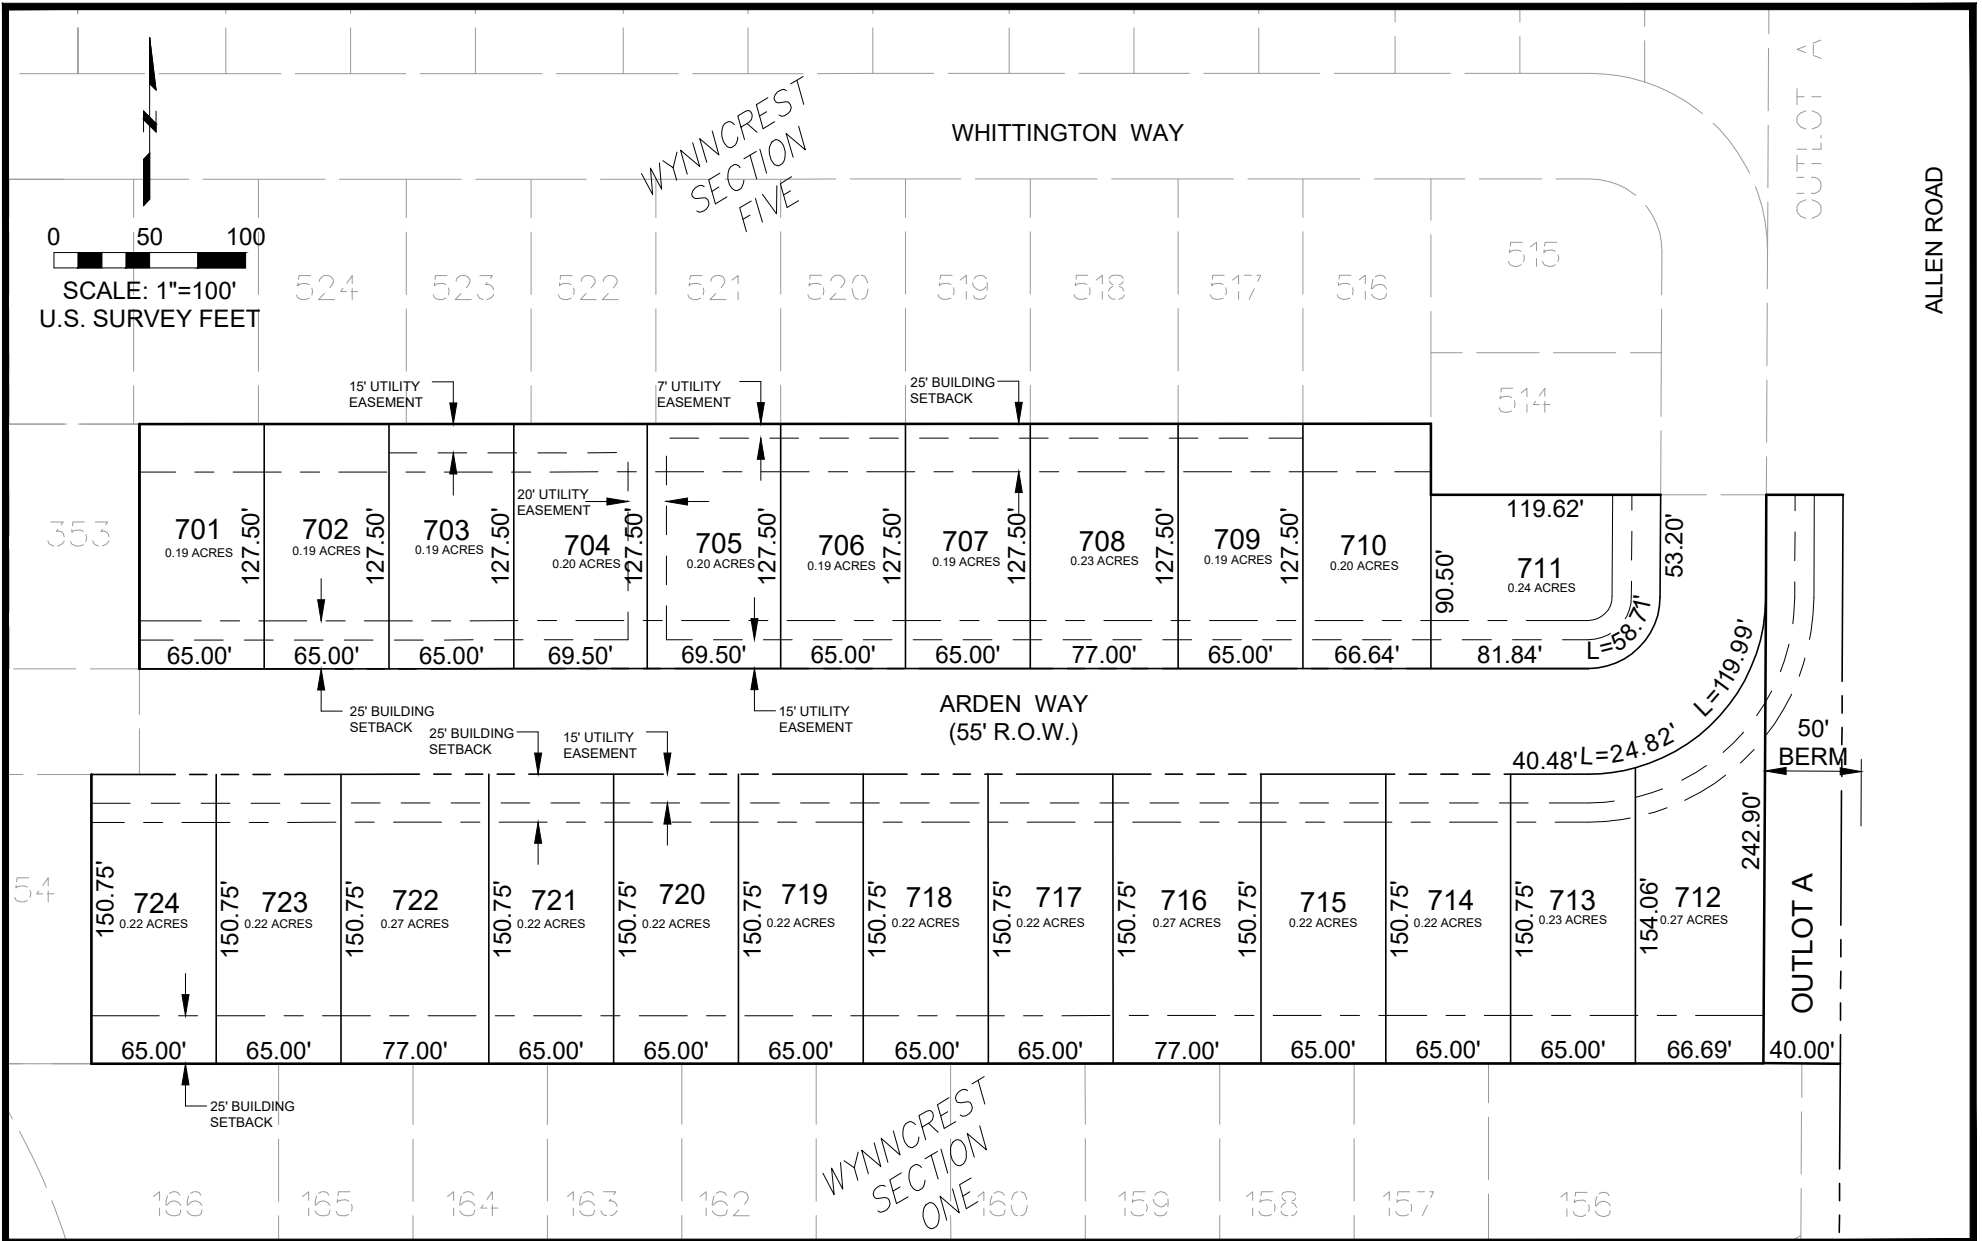 OUTLOT A
WHITTINGTON WAY
WYNNCREST
SECTION
FIVE
ALLEN ROAD
0 50 100
SCALE: 1"=100'
U.S. SURVEY FEET
524 523 522 521 520 519 518 517 516 515
514
15' UTILITY
EASEMENT
7' UTILITY
EASEMENT
25' BUILDING
SETBACK
20' UTILITY
EASEMENT
353
701
0.19 ACRES
127.50'
702
0.19 ACRES
127.50'
703
0.19 ACRES
127.50'
704
0.20 ACRES
127.50'
705
0.20 ACRES
127.50'
706
0.19 ACRES
707
0.19 ACRES
127.50'
708
0.23 ACRES
127.50'
709
0.19 ACRES
127.50'
710
0.20 ACRES
90.50'
119.62'
711
0.24 ACRES
53.20'
65.00' 65.00' 65.00' 69.50' 69.50' 65.00' 65.00' 77.00' 65.00' 66.64' 81.84' L=58.71'
L=119.99'
25' BUILDING
SETBACK
15' UTILITY
EASEMENT
ARDEN WAY
(55' R.O.W.)
25' BUILDING
SETBACK
15' UTILITY
EASEMENT
40.48' L=24.82'
50'
BERM
242.90'
54
150.75'
724
0.22 ACRES
150.75'
723
0.22 ACRES
150.75'
722
0.27 ACRES
150.75'
721
0.22 ACRES
150.75'
720
0.22 ACRES
150.75'
719
0.22 ACRES
150.75'
718
0.22 ACRES
150.75'
717
0.22 ACRES
150.75'
716
0.27 ACRES
150.75'
715
0.22 ACRES
150.75'
714
0.22 ACRES
150.75'
713
0.23 ACRES
154.06'
712
0.27 ACRES
OUTLOT A
65.00' 65.00' 77.00' 65.00' 65.00' 65.00' 65.00' 65.00' 77.00' 65.00' 65.00' 65.00' 66.69' 40.00'
25' BUILDING
SETBACK
WYNNCREST
SECTION
ONE
166 165 164 163 162 160 159 158 157 156